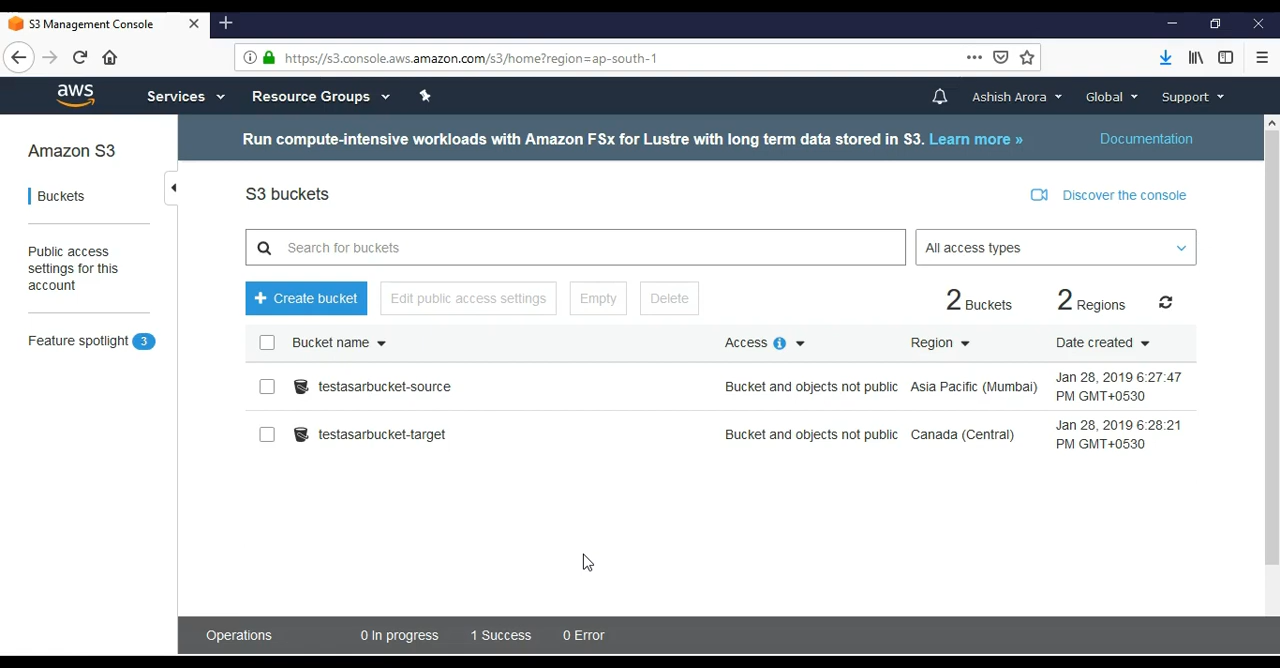 S3 Management Console
https://s3.console.aws.amazon.com/s3/home?region=ap-south-1
aws Services Resource Groups Ashish Arora Global Support
Amazon S3
Buckets
Public access
settings for this
account
Feature spotlight 3
Run compute-intensive workloads with Amazon FSx for Lustre with long term data stored in S3. Learn more » Documentation
S3 buckets Discover the console
Search for buckets All access types
+ Create bucket Edit public access settings Empty Delete 2 Buckets 2 Regions
Bucket name Access Region Date created
testasarbucket-source Bucket and objects not public Asia Pacific (Mumbai) Jan 28, 2019 6:27:47
PM GMT+0530
testasarbucket-target Bucket and objects not public Canada (Central) Jan 28, 2019 6:28:21
PM GMT+0530
Operations 0 In progress 1 Success 0 Error